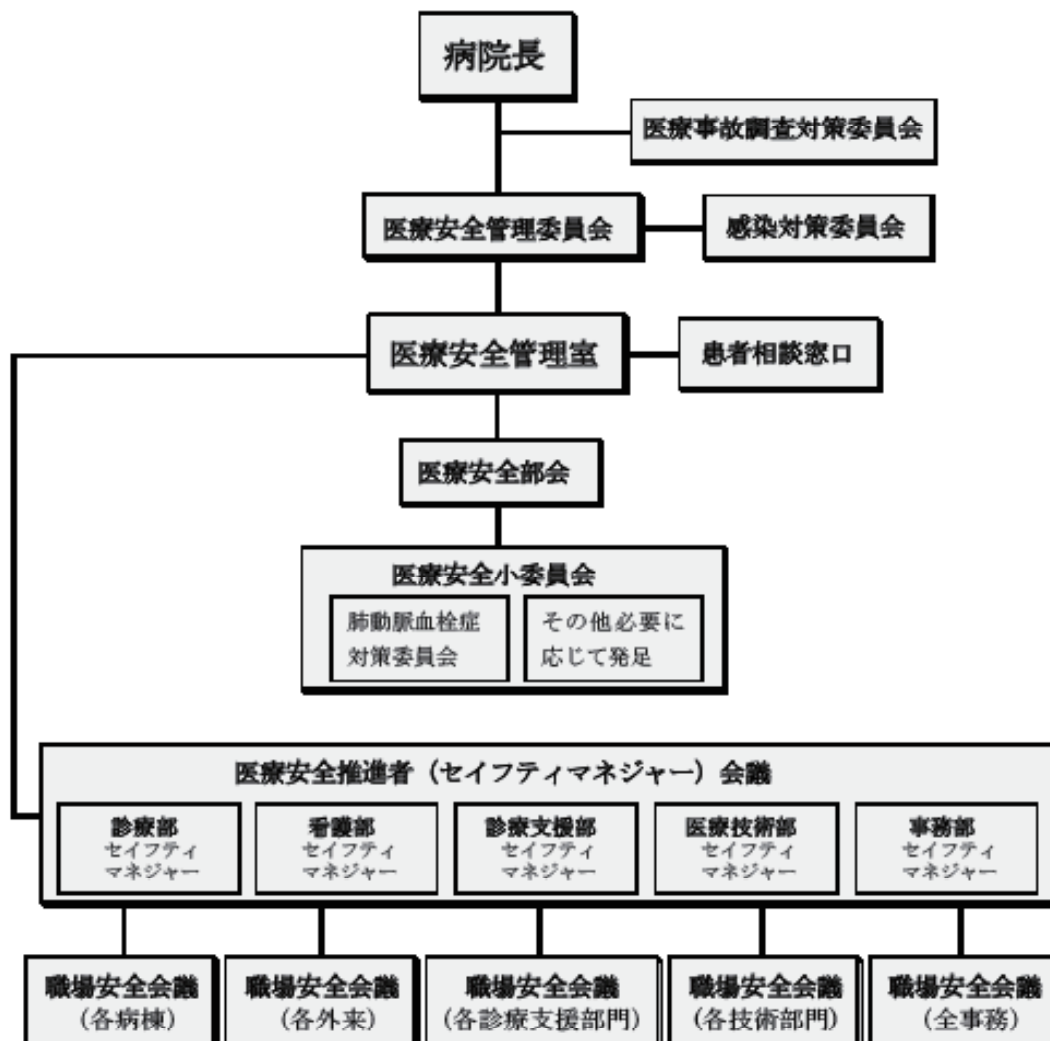 病院長
医療事故調査対策委員会
医療安全管理委員会
感染対策委員会
医療安全管理室
患者相談窓口
医療安全部会
医療安全小委員会
肺動脈血栓症
対策委員会
その他必要に
応じて発足
医療安全推進者（セイフティマネジャー）会議
診療部
セイフティ
マネジャー
看護部
セイフティ
マネジャー
診療支援部
セイフティ
マネジャー
医療技術部
セイフティ
マネジャー
事務部
セイフティ
マネジャー
職場安全会議
（各病棟）
職場安全会議
（各外来）
職場安全会議
（各診療支援部門）
職場安全会議
（各技術部門）
職場安全会議
（全事務）